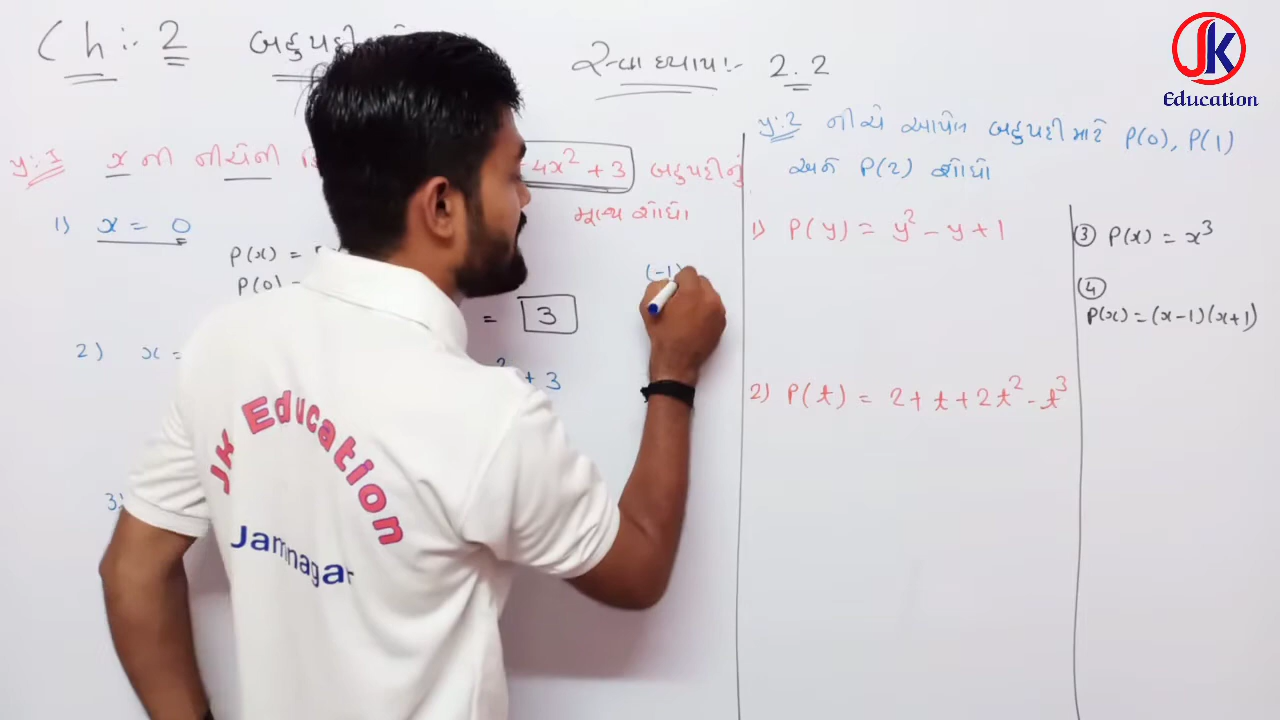 Ch :- 2 બહુપદી
સ્વાધ્યાય :- 2.2
પ્ર:-1 x ની નીચેની
4x² + 3 બહુપદીનું
મૂલ્ય શોધો
1) x = 0
P(x) =
P(0)
= 3
(-1)
2) x =
² + 3
3)
પ્ર:2 નીચે આપેલ બહુપદી માટે P(0), P(1)
અને P(2) શોધો
1) P(y) = y² - y + 1
2) P(t) = 2 + t + 2t² - t³
③ P(x) = x³
④
P(x) = (x-1)(x+1)
JK
Education
JK Education
Jamnagar